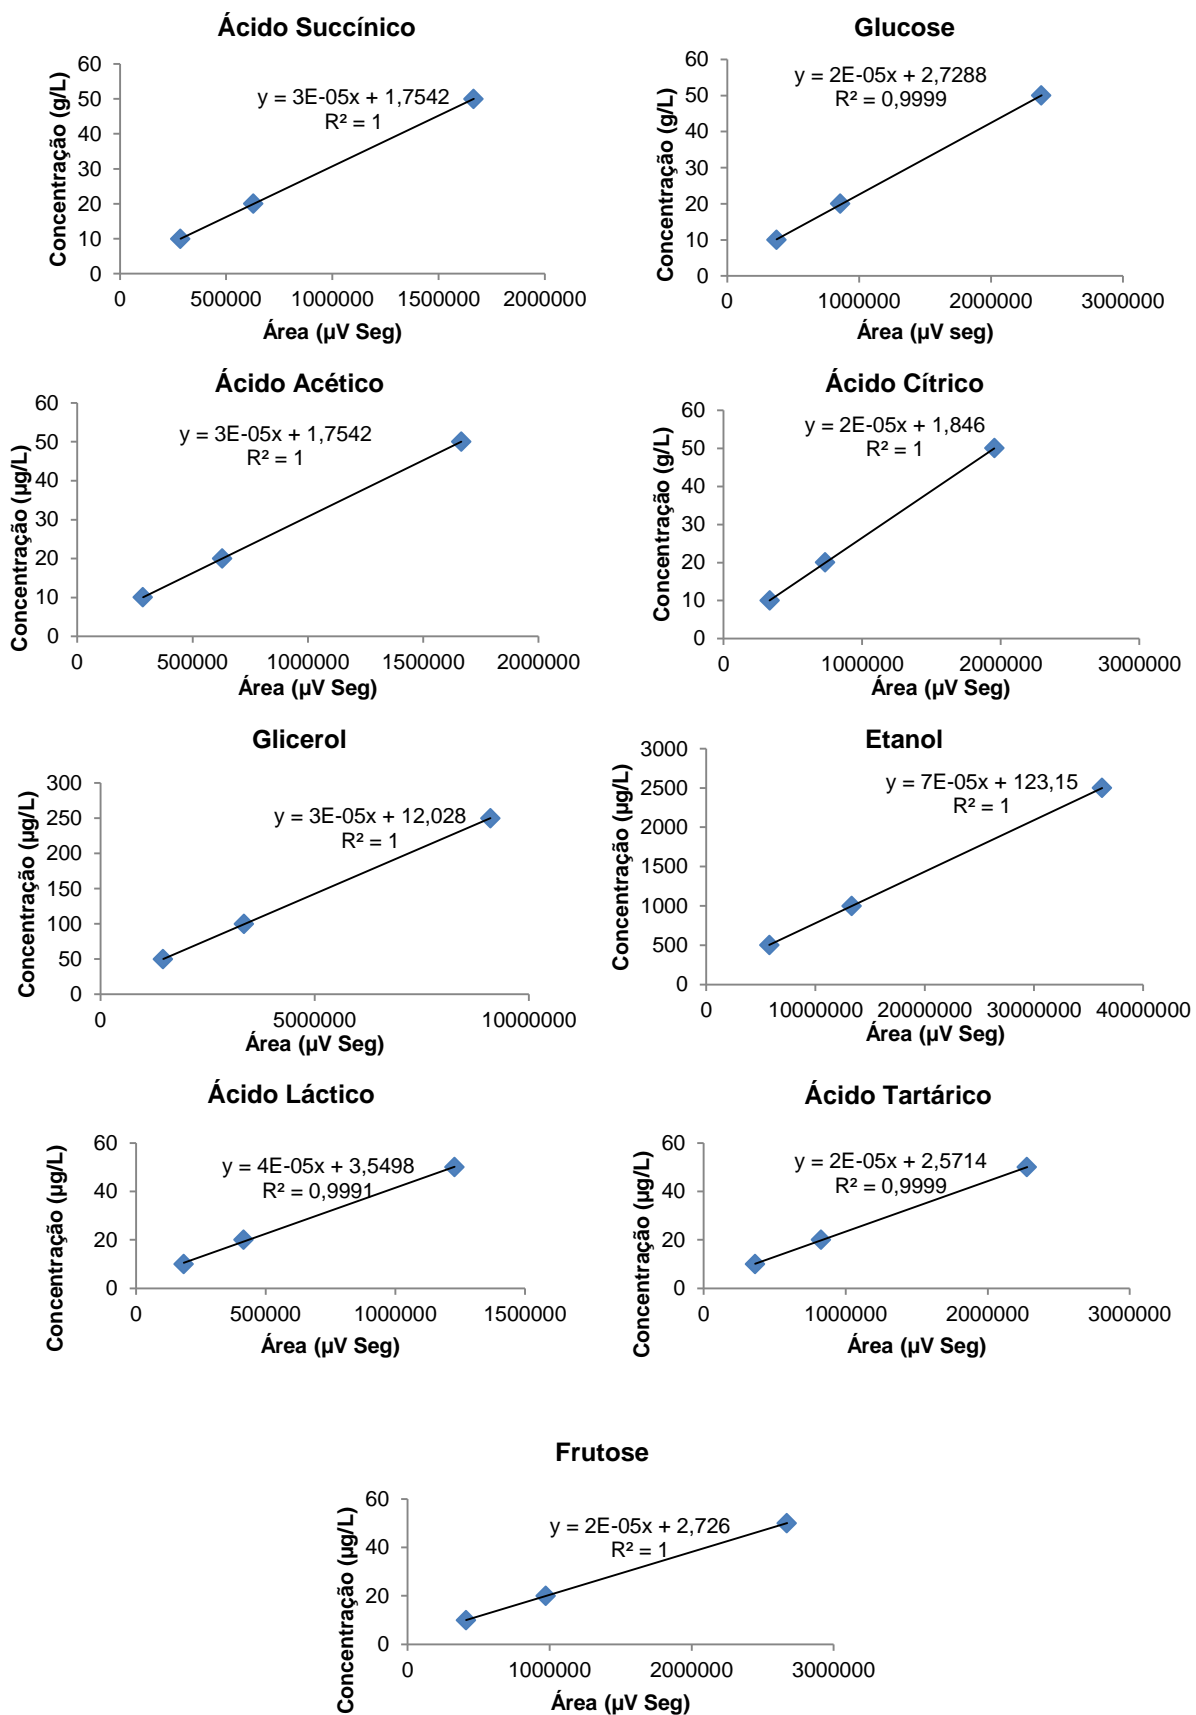 Ácido Succínico
Concentração (g/L)
60
50
40
30
20
10
0
y = 3E-05x + 1,7542
R² = 1
0 500000 1000000 1500000 2000000
Área (µV Seg)
Glucose
Concentração (g/L)
60
50
40
30
20
10
0
y = 2E-05x + 2,7288
R² = 0,9999
0 1000000 2000000 3000000
Área (µV seg)
Ácido Acético
Concentração (µg/L)
60
50
40
30
20
10
0
y = 3E-05x + 1,7542
R² = 1
0 500000 1000000 1500000 2000000
Área (µV Seg)
Ácido Cítrico
Concentração (g/L)
60
50
40
30
20
10
0
y = 2E-05x + 1,846
R² = 1
0 1000000 2000000 3000000
Área (µV Seg)
Glicerol
Concentração (µg/L)
300
250
200
150
100
50
0
y = 3E-05x + 12,028
R² = 1
0 5000000 10000000
Área (µV Seg)
Etanol
Concentração (µg/L)
3000
2500
2000
1500
1000
500
0
y = 7E-05x + 123,15
R² = 1
0 10000000 20000000 30000000 40000000
Área (µV Seg)
Ácido Láctico
Concentração (µg/L)
60
40
20
0
y = 4E-05x + 3,5498
R² = 0,9991
0 500000 1000000 1500000
Área (µV Seg)
Ácido Tartárico
Concentração (µg/L)
60
40
20
0
y = 2E-05x + 2,5714
R² = 0,9999
0 1000000 2000000 3000000
Área (µV Seg)
Frutose
Concentração (µg/L)
60
40
20
0
y = 2E-05x + 2,726
R² = 1
0 1000000 2000000 3000000
Área (µV Seg)